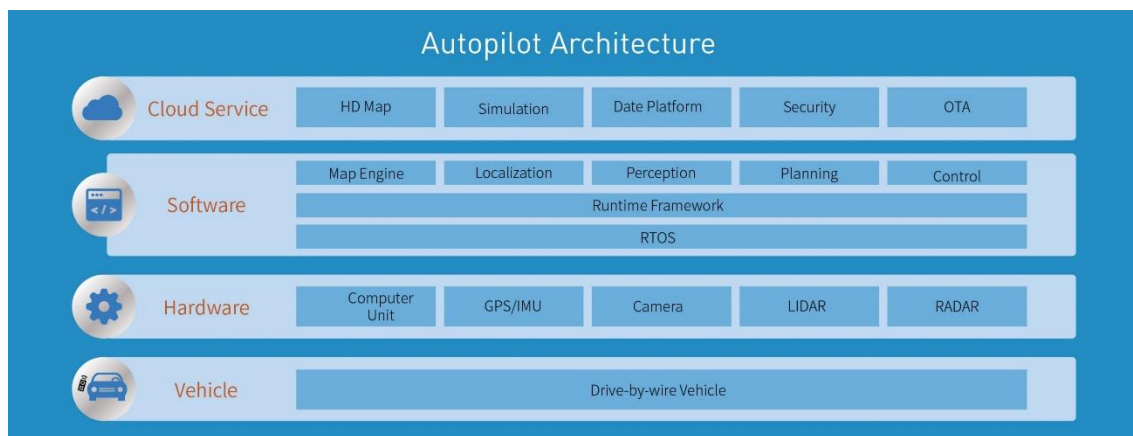 Autopilot Architecture
Cloud Service
HD Map
Simulation
Date Platform
Security
OTA
Software
Map Engine
Localization
Perception
Planning
Control
Runtime Framework
RTOS
Hardware
Computer
Unit
GPS/IMU
Camera
LIDAR
RADAR
Vehicle
Drive-by-wire Vehicle